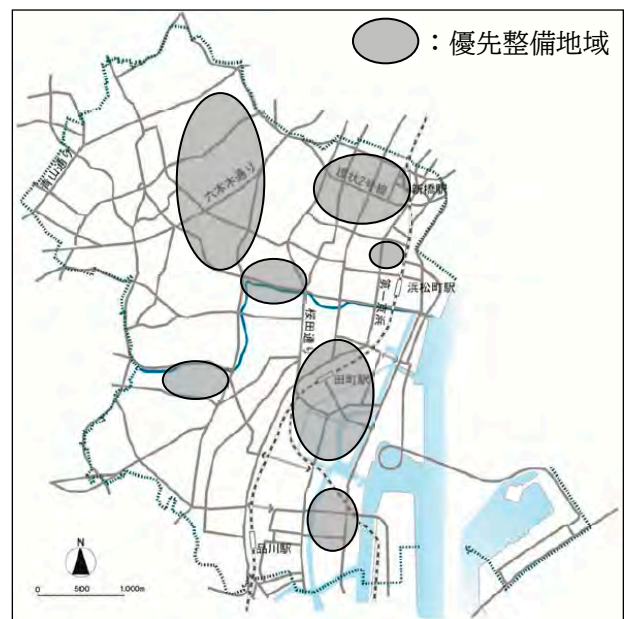 ：優先整備地域
青山通り
六本木通り
環状2号線
新橋駅
浜松町駅
第一京浜
桜田通り
田町駅
品川駅
N
0 500 1,000m